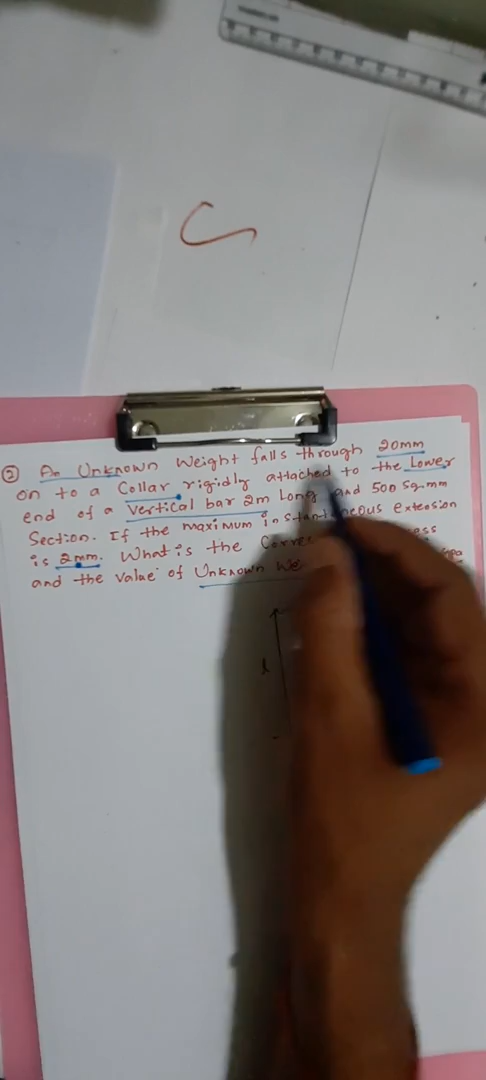 ② An Unknown Weight falls through 20mm
on to a Collar rigidly attached to the Lower
end of a Vertical bar 2m Long and 500 Sq.mm
Section. If the maximum instantaneous extension
is 2mm. What is the
and the value of Unknown
l